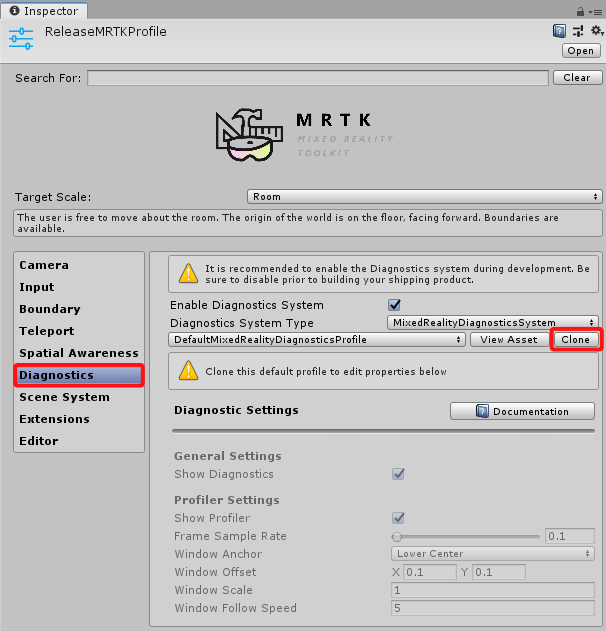 Inspector
ReleaseMRTKProfile
Open
Search For:
Clear
MRTK
MIXED REALITY
TOOLKIT
Target Scale:
Room
The user is free to move about the room. The origin of the world is on the floor, facing forward. Boundaries are
available.
Camera
Input
Boundary
Teleport
Spatial Awareness
Diagnostics
Scene System
Extensions
Editor
It is recommended to enable the Diagnostics system during development. Be
sure to disable prior to building your shipping product.
Enable Diagnostics System
Diagnostics System Type
MixedRealityDiagnosticsSystem
DefaultMixedRealityDiagnosticsProfile
View Asset
Clone
Clone this default profile to edit properties below
Diagnostic Settings
Documentation
General Settings
Show Diagnostics
Profiler Settings
Show Profiler
Frame Sample Rate
0.1
Window Anchor
Lower Center
Window Offset
X 0.1 Y 0.1
Window Scale
1
Window Follow Speed
5